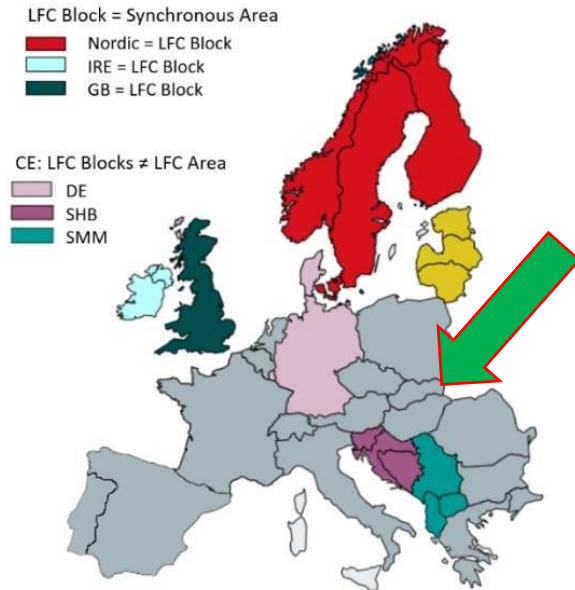 LFC Block = Synchronous Area
Nordic = LFC Block
IRE = LFC Block
GB = LFC Block
CE: LFC Blocks ≠ LFC Area
DE
SHB
SMM